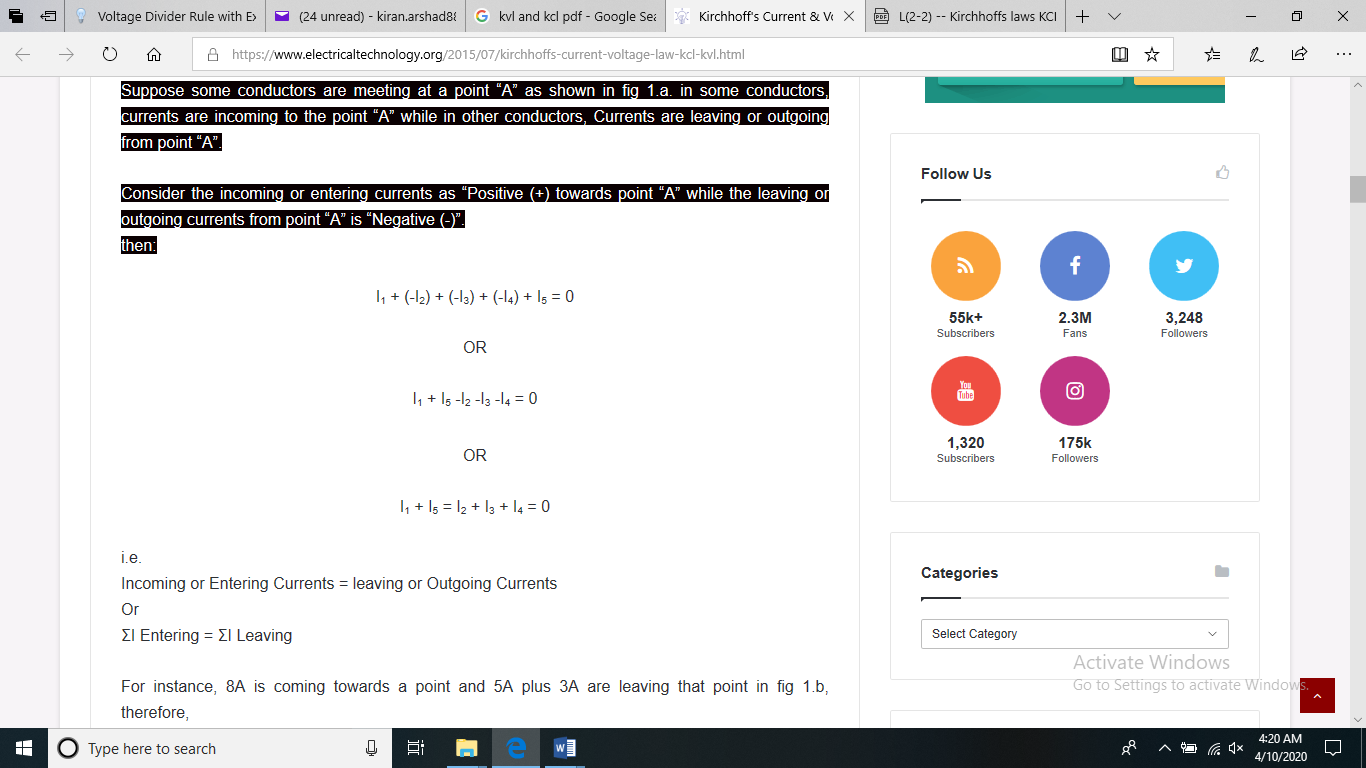 Voltage Divider Rule with Ex
(24 unread) - kiran.arshad88
kvl and kcl pdf - Google Sea
Kirchhoff's Current & Vo
L(2-2) -- Kirchhoffs laws KCl
https://www.electricaltechnology.org/2015/07/kirchhoffs-current-voltage-law-kcl-kvl.html
Suppose some conductors are meeting at a point “A” as shown in fig 1.a. in some conductors,
currents are incoming to the point “A” while in other conductors, Currents are leaving or outgoing
from point “A”.
Consider the incoming or entering currents as “Positive (+) towards point “A” while the leaving or
outgoing currents from point “A” is “Negative (-)”.
then:
I₁ + (-I₂) + (-I₃) + (-I₄) + I₅ = 0
OR
I₁ + I₅ -I₂ -I₃ -I₄ = 0
OR
I₁ + I₅ = I₂ + I₃ + I₄ = 0
i.e.
Incoming or Entering Currents = leaving or Outgoing Currents
Or
ΣI Entering = ΣI Leaving
For instance, 8A is coming towards a point and 5A plus 3A are leaving that point in fig 1.b,
therefore,
Follow Us
55k+
Subscribers
2.3M
Fans
3,248
Followers
You
Tube
1,320
Subscribers
175k
Followers
Categories
Select Category
Activate Windows
Go to Settings to activate Windows.
Type here to search
4:20 AM
4/10/2020